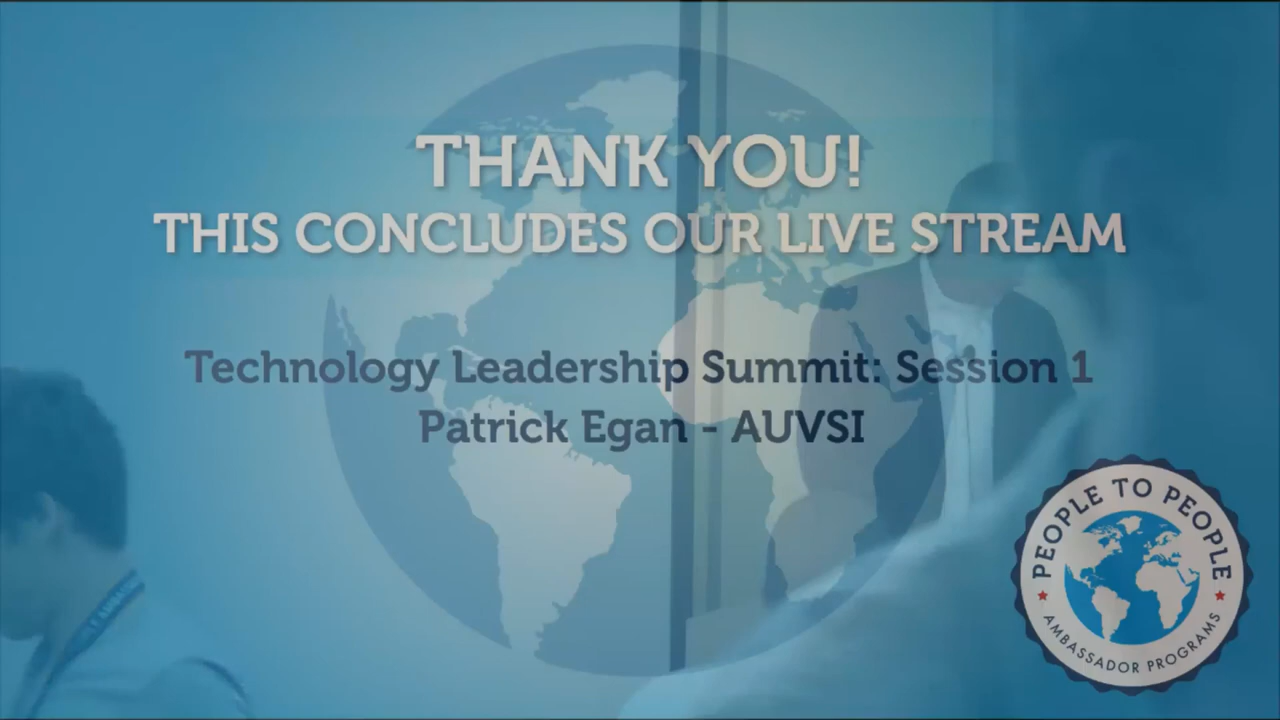 THANK YOU!
THIS CONCLUDES OUR LIVE STREAM
Technology Leadership Summit: Session 1
Patrick Egan - AUVSI
PEOPLE TO PEOPLE
AMBASSADOR PROGRAMS